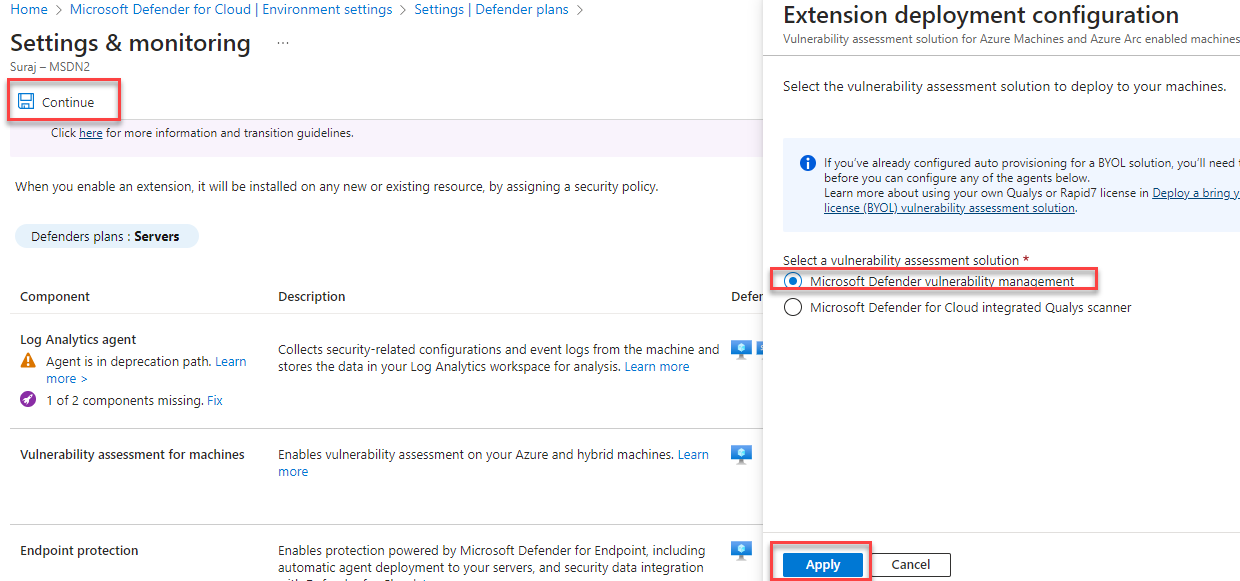 Home > Microsoft Defender for Cloud | Environment settings > Settings | Defender plans >
Settings & monitoring ...
Suraj – MSDN2
Continue
Click here for more information and transition guidelines.
When you enable an extension, it will be installed on any new or existing resource, by assigning a security policy.
Defenders plans : Servers
Component Description Defer
Log Analytics agent
Agent is in deprecation path. Learn
more >
1 of 2 components missing. Fix
Collects security-related configurations and event logs from the machine and
stores the data in your Log Analytics workspace for analysis. Learn more
Vulnerability assessment for machines
Enables vulnerability assessment on your Azure and hybrid machines. Learn
more
Endpoint protection
Enables protection powered by Microsoft Defender for Endpoint, including
automatic agent deployment to your servers, and security data integration
Extension deployment configuration
Vulnerability assessment solution for Azure Machines and Azure Arc enabled machines
Select the vulnerability assessment solution to deploy to your machines.
If you've already configured auto provisioning for a BYOL solution, you'll need
before you can configure any of the agents below.
Learn more about using your own Qualys or Rapid7 license in Deploy a bring y
license (BYOL) vulnerability assessment solution.
Select a vulnerability assessment solution *
Microsoft Defender vulnerability management
Microsoft Defender for Cloud integrated Qualys scanner
Apply Cancel